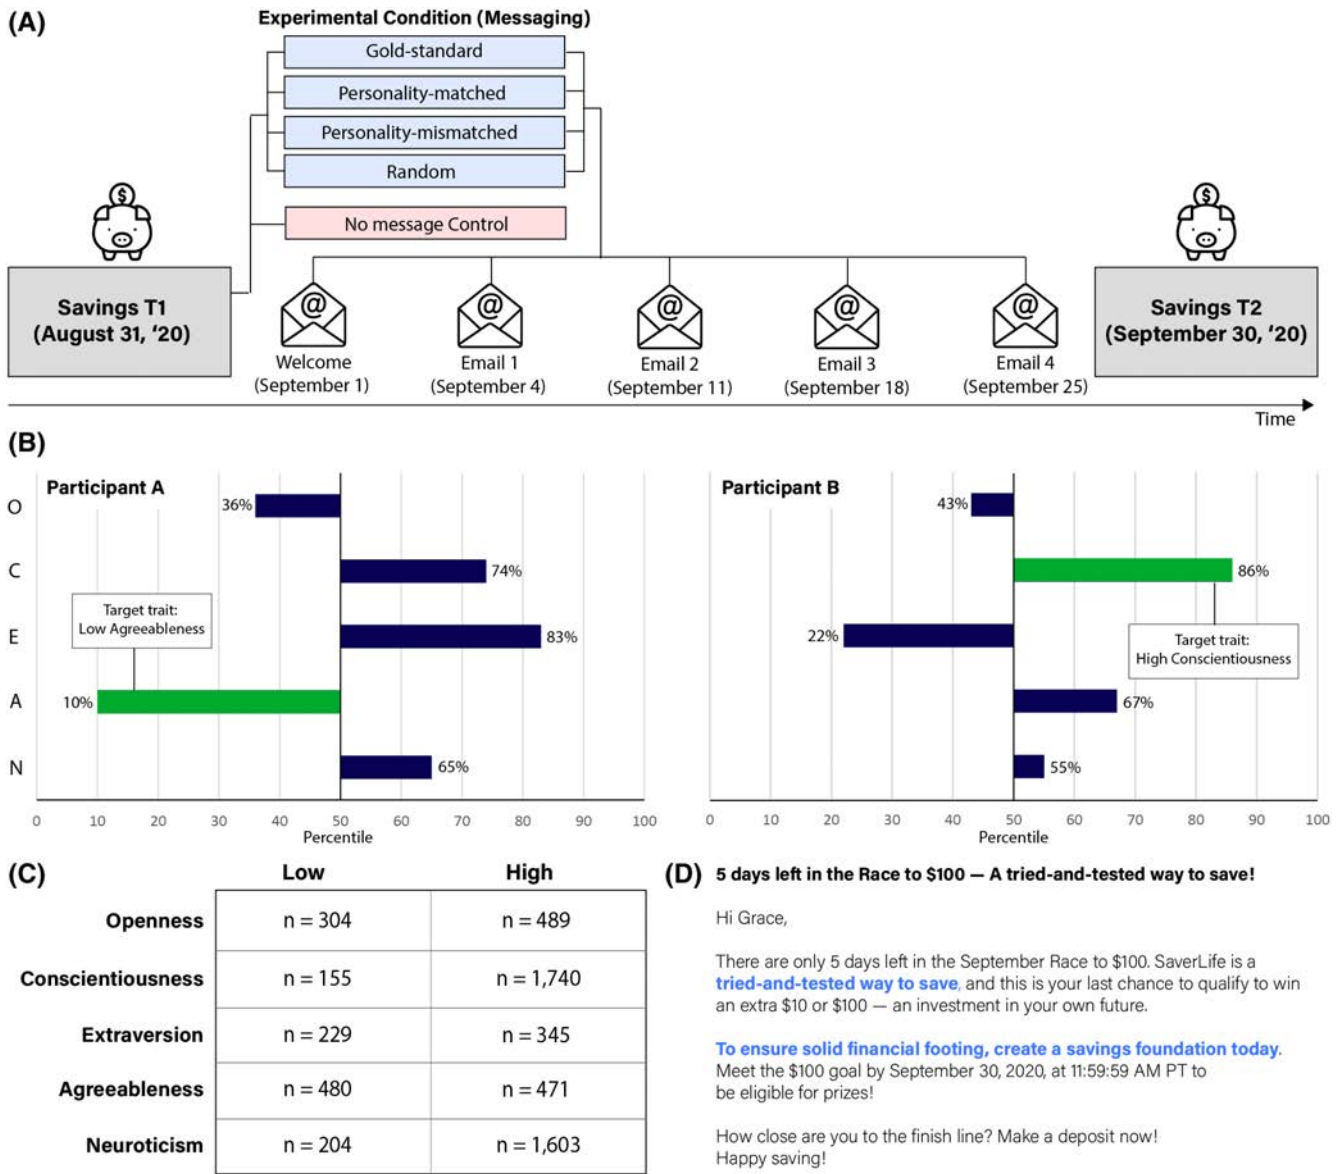 (A)
Experimental Condition (Messaging)
Gold-standard
Personality-matched
Personality-mismatched
Random
No message Control
$
$
Savings T1
(August 31, ‘20)
Savings T2
(September 30, ‘20)
@
@
@
@
@
Welcome
(September 1)
Email 1
(September 4)
Email 2
(September 11)
Email 3
(September 18)
Email 4
(September 25)
Time
(B)
Participant A
O
36%
C
74%
Target trait:
Low Agreeableness
E
83%
A
10%
N
65%
0 10 20 30 40 50 60 70 80 90 100
Percentile
Participant B
43%
86%
22%
Target trait:
High Conscientiousness
67%
55%
0 10 20 30 40 50 60 70 80 90 100
Percentile
(C)
Low High
Openness n = 304 n = 489
Conscientiousness n = 155 n = 1,740
Extraversion n = 229 n = 345
Agreeableness n = 480 n = 471
Neuroticism n = 204 n = 1,603
(D) 5 days left in the Race to $100 — A tried-and-tested way to save!
Hi Grace,
There are only 5 days left in the September Race to $100. SaverLife is a
tried-and-tested way to save, and this is your last chance to qualify to win
an extra $10 or $100 — an investment in your own future.
To ensure solid financial footing, create a savings foundation today.
Meet the $100 goal by September 30, 2020, at 11:59:59 AM PT to
be eligible for prizes!
How close are you to the finish line? Make a deposit now!
Happy saving!